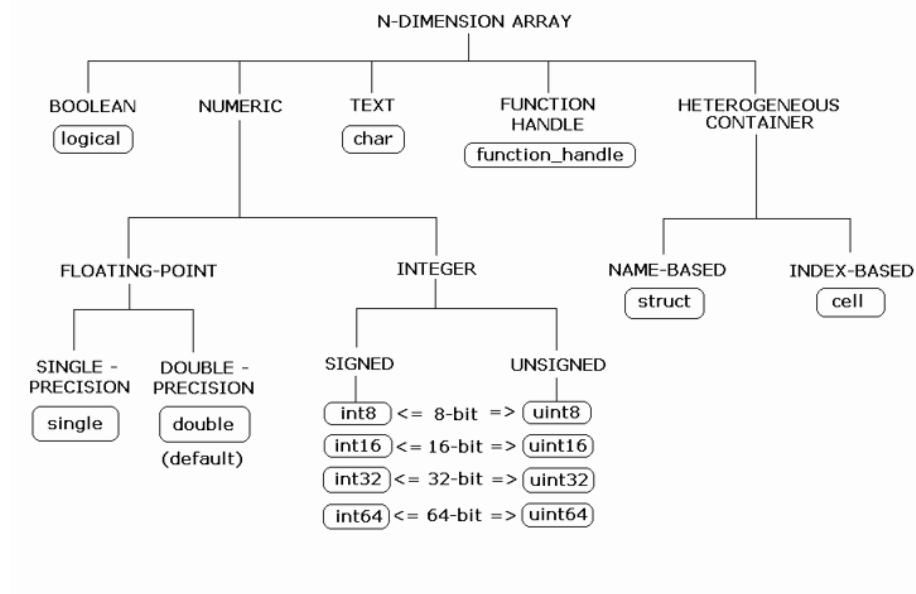 N-DIMENSION ARRAY
BOOLEAN
logical
NUMERIC
TEXT
char
FUNCTION
HANDLE
function_handle
HETEROGENEOUS
CONTAINER
FLOATING-POINT
INTEGER
NAME-BASED
struct
INDEX-BASED
cell
SINGLE -
PRECISION
single
DOUBLE -
PRECISION
double
(default)
SIGNED
UNSIGNED
int8 <= 8-bit => uint8
int16 <= 16-bit => uint16
int32 <= 32-bit => uint32
int64 <= 64-bit => uint64